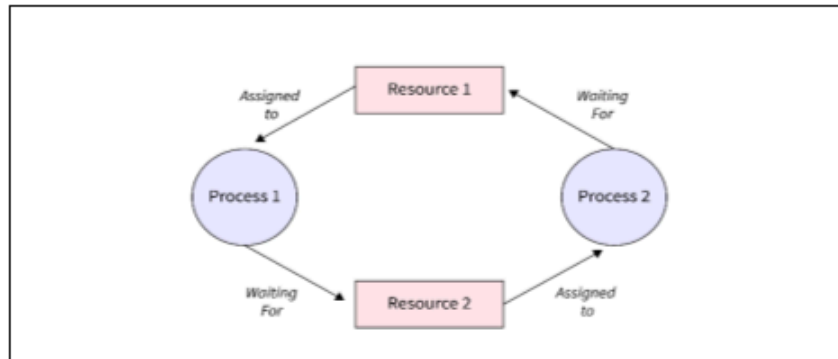 Resource 1
Assigned
to
Waiting
For
Process 1
Process 2
Waiting
For
Resource 2
Assigned
to